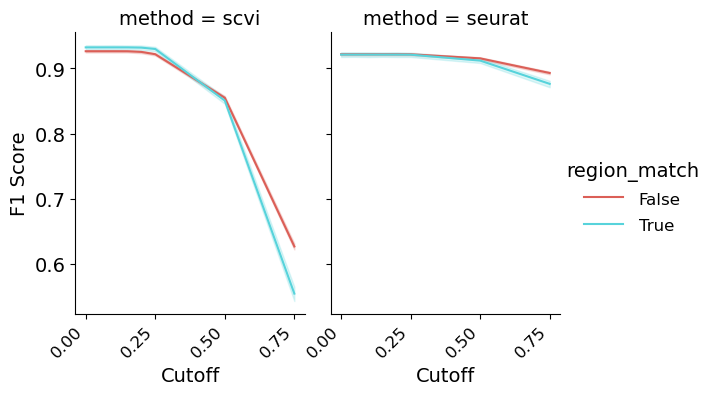 method = scvi
method = seurat
F1 Score
0.9
0.8
0.7
0.6
0.00
0.25
0.50
0.75
Cutoff
0.00
0.25
0.50
0.75
Cutoff
region_match
False
True